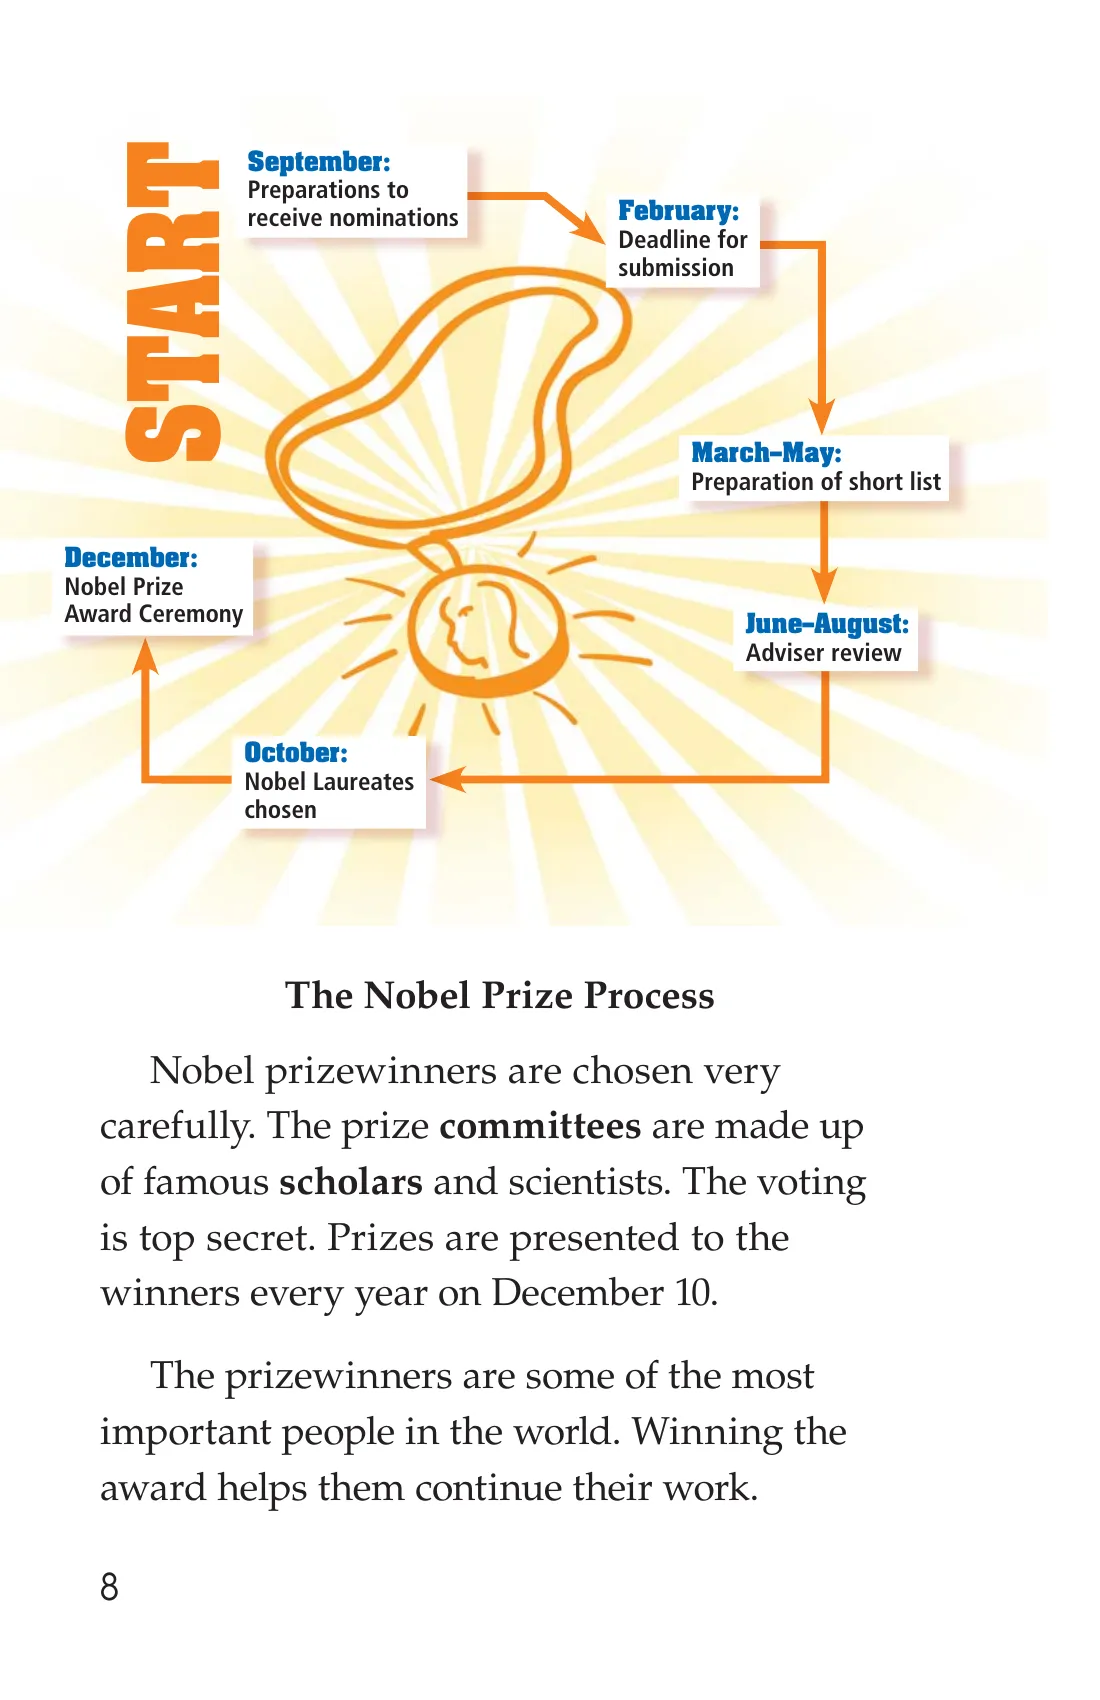 START
September:
Preparations to
receive nominations
February:
Deadline for
submission
March–May:
Preparation of short list
June–August:
Adviser review
October:
Nobel Laureates
chosen
December:
Nobel Prize
Award Ceremony
The Nobel Prize Process
Nobel prizewinners are chosen very
carefully. The prize committees are made up
of famous scholars and scientists. The voting
is top secret. Prizes are presented to the
winners every year on December 10.
The prizewinners are some of the most
important people in the world. Winning the
award helps them continue their work.
8